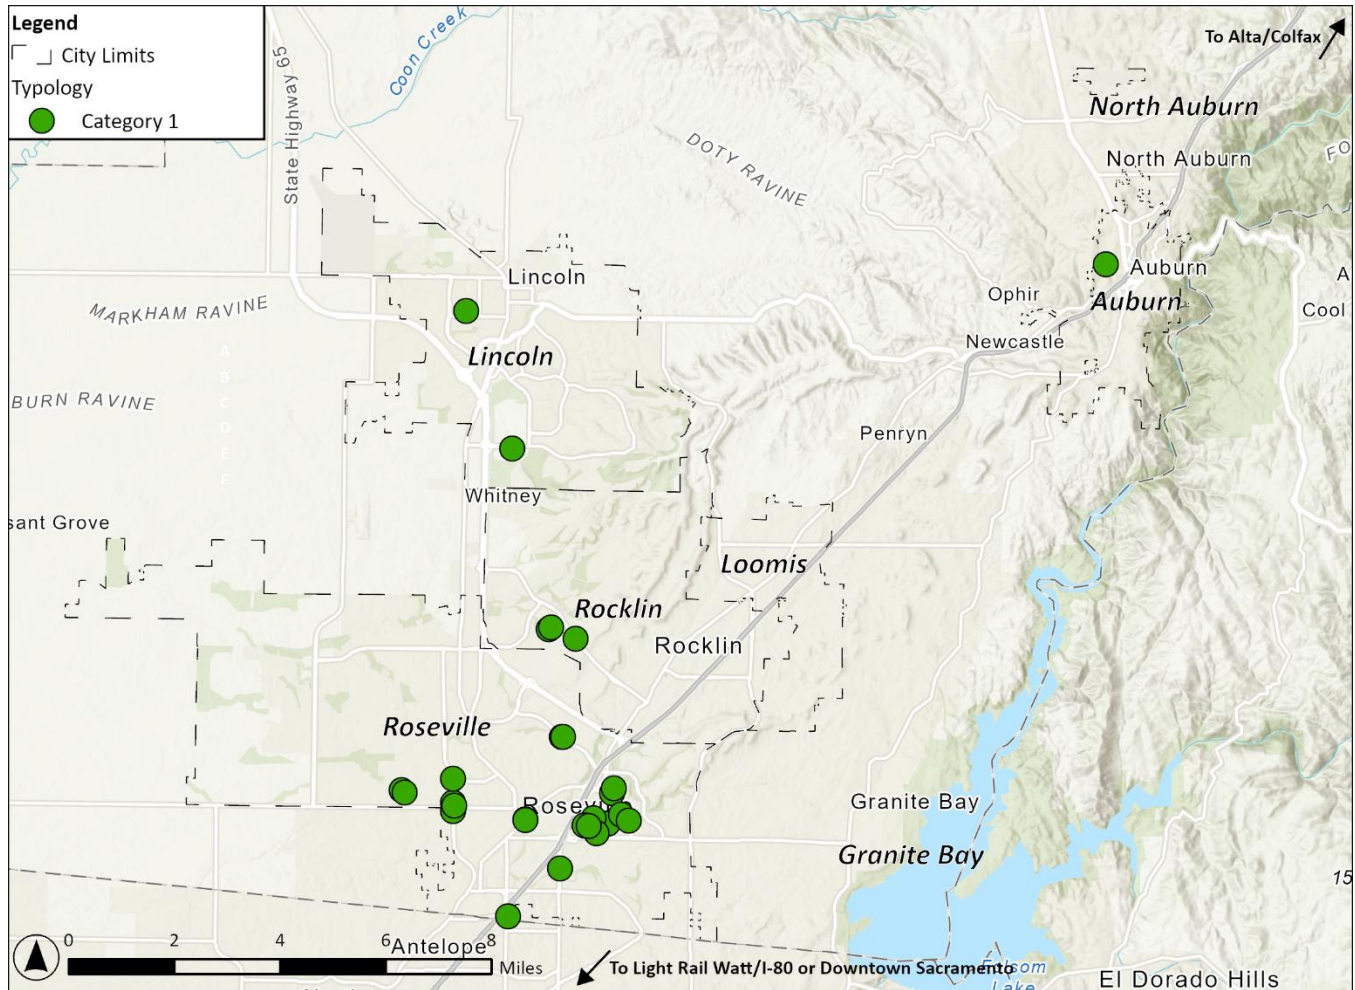 Legend
City Limits
Typology
Category 1
To Alta/Colfax
Coon Creek
State Highway 65
North Auburn
North Auburn
DOTY RAVINE
FO
Lincoln
Auburn
A
Ophir
Auburn
Cool
MARKHAM RAVINE
Newcastle
Lincoln
A
B
C
D
E
F
BURN RAVINE
Penryn
Whitney
sant Grove
Loomis
Rocklin
Rocklin
Roseville
Granite Bay
Granite Bay
15
0 2 4 6 8
Miles
Antelope
To Light Rail Watt/I-80 or Downtown Sacramento
Folsom
Lake
El Dorado Hills